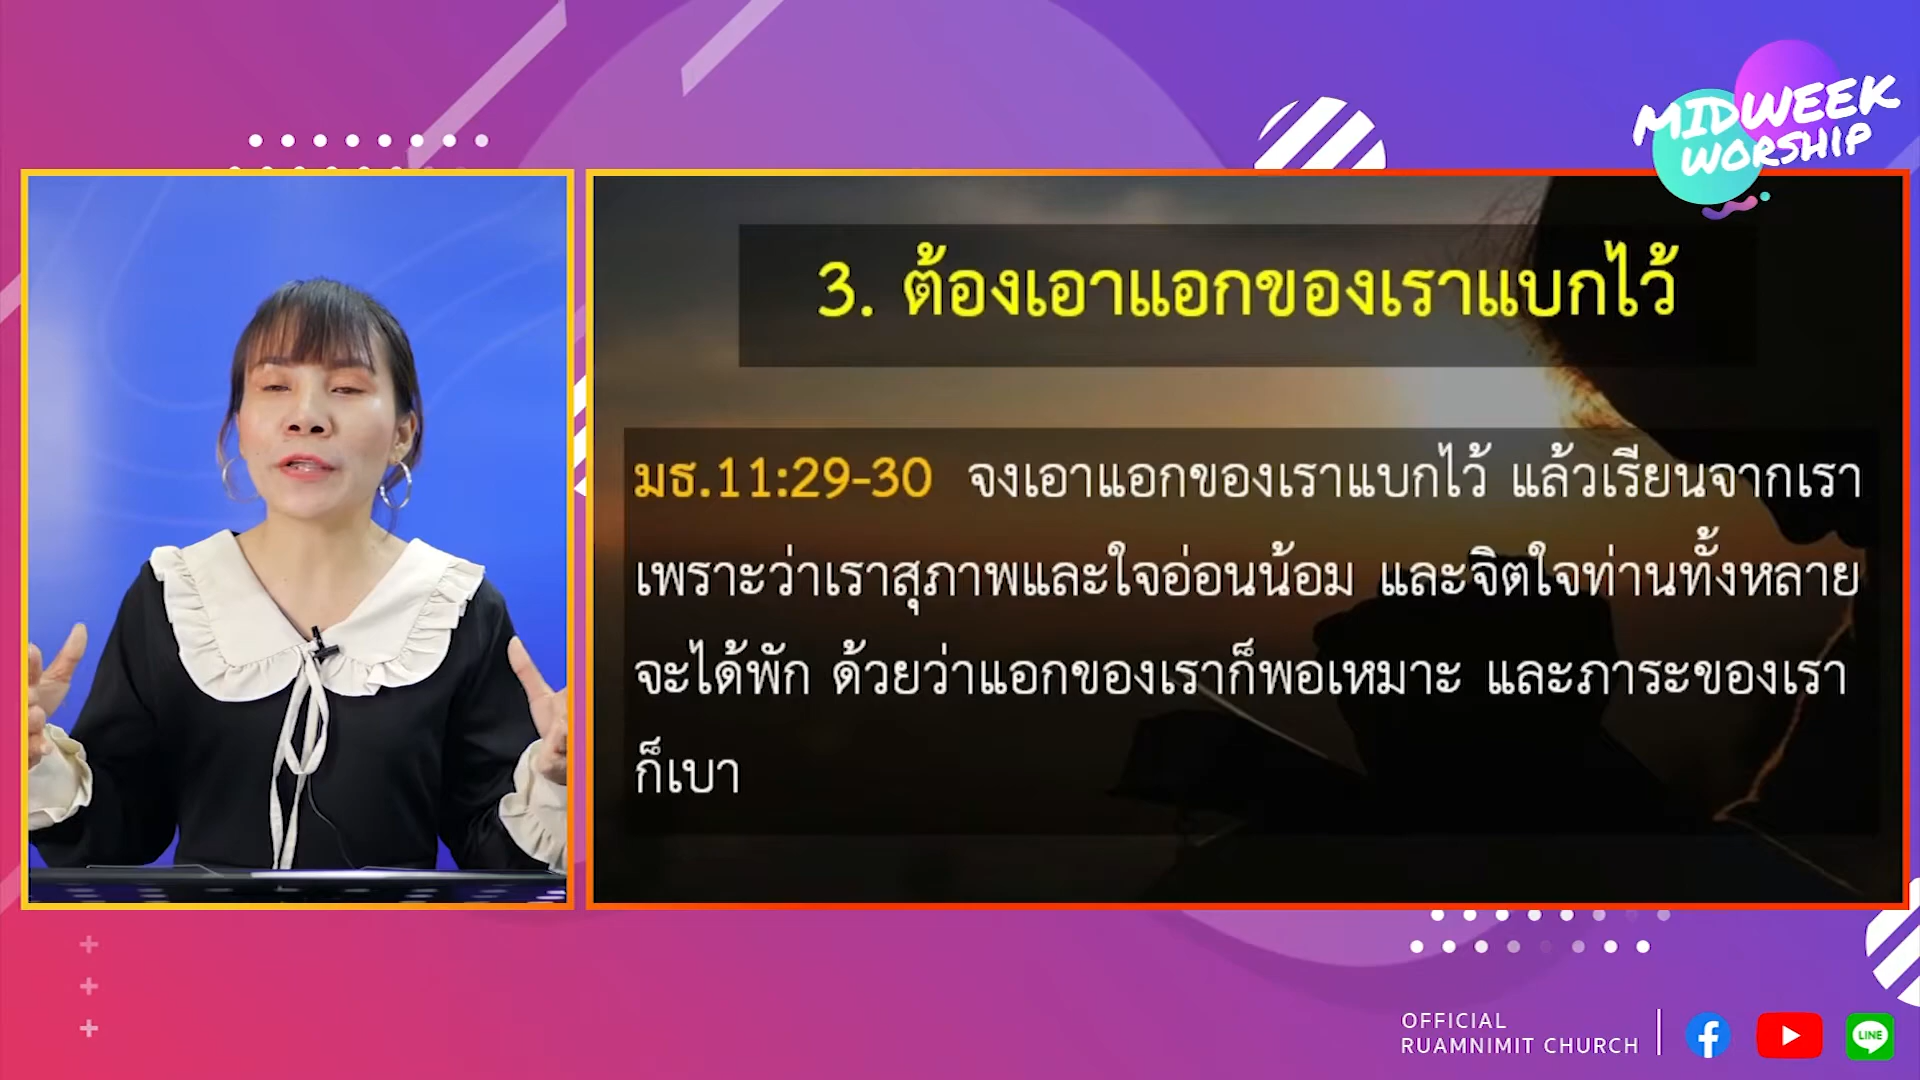 MIDWEEK
WORSHIP
3. ต้องเอาแอกของเราแบกไว้
มธ.11:29-30 จงเอาแอกของเราแบกไว้ แล้วเรียนจากเรา
เพราะว่าเราสุภาพและใจอ่อนน้อม และจิตใจท่านทั้งหลาย
จะได้พัก ด้วยว่าแอกของเราก็พอเหมาะ และภาระของเรา
ก็เบา
OFFICIAL
RUAMNIMIT CHURCH
LINE